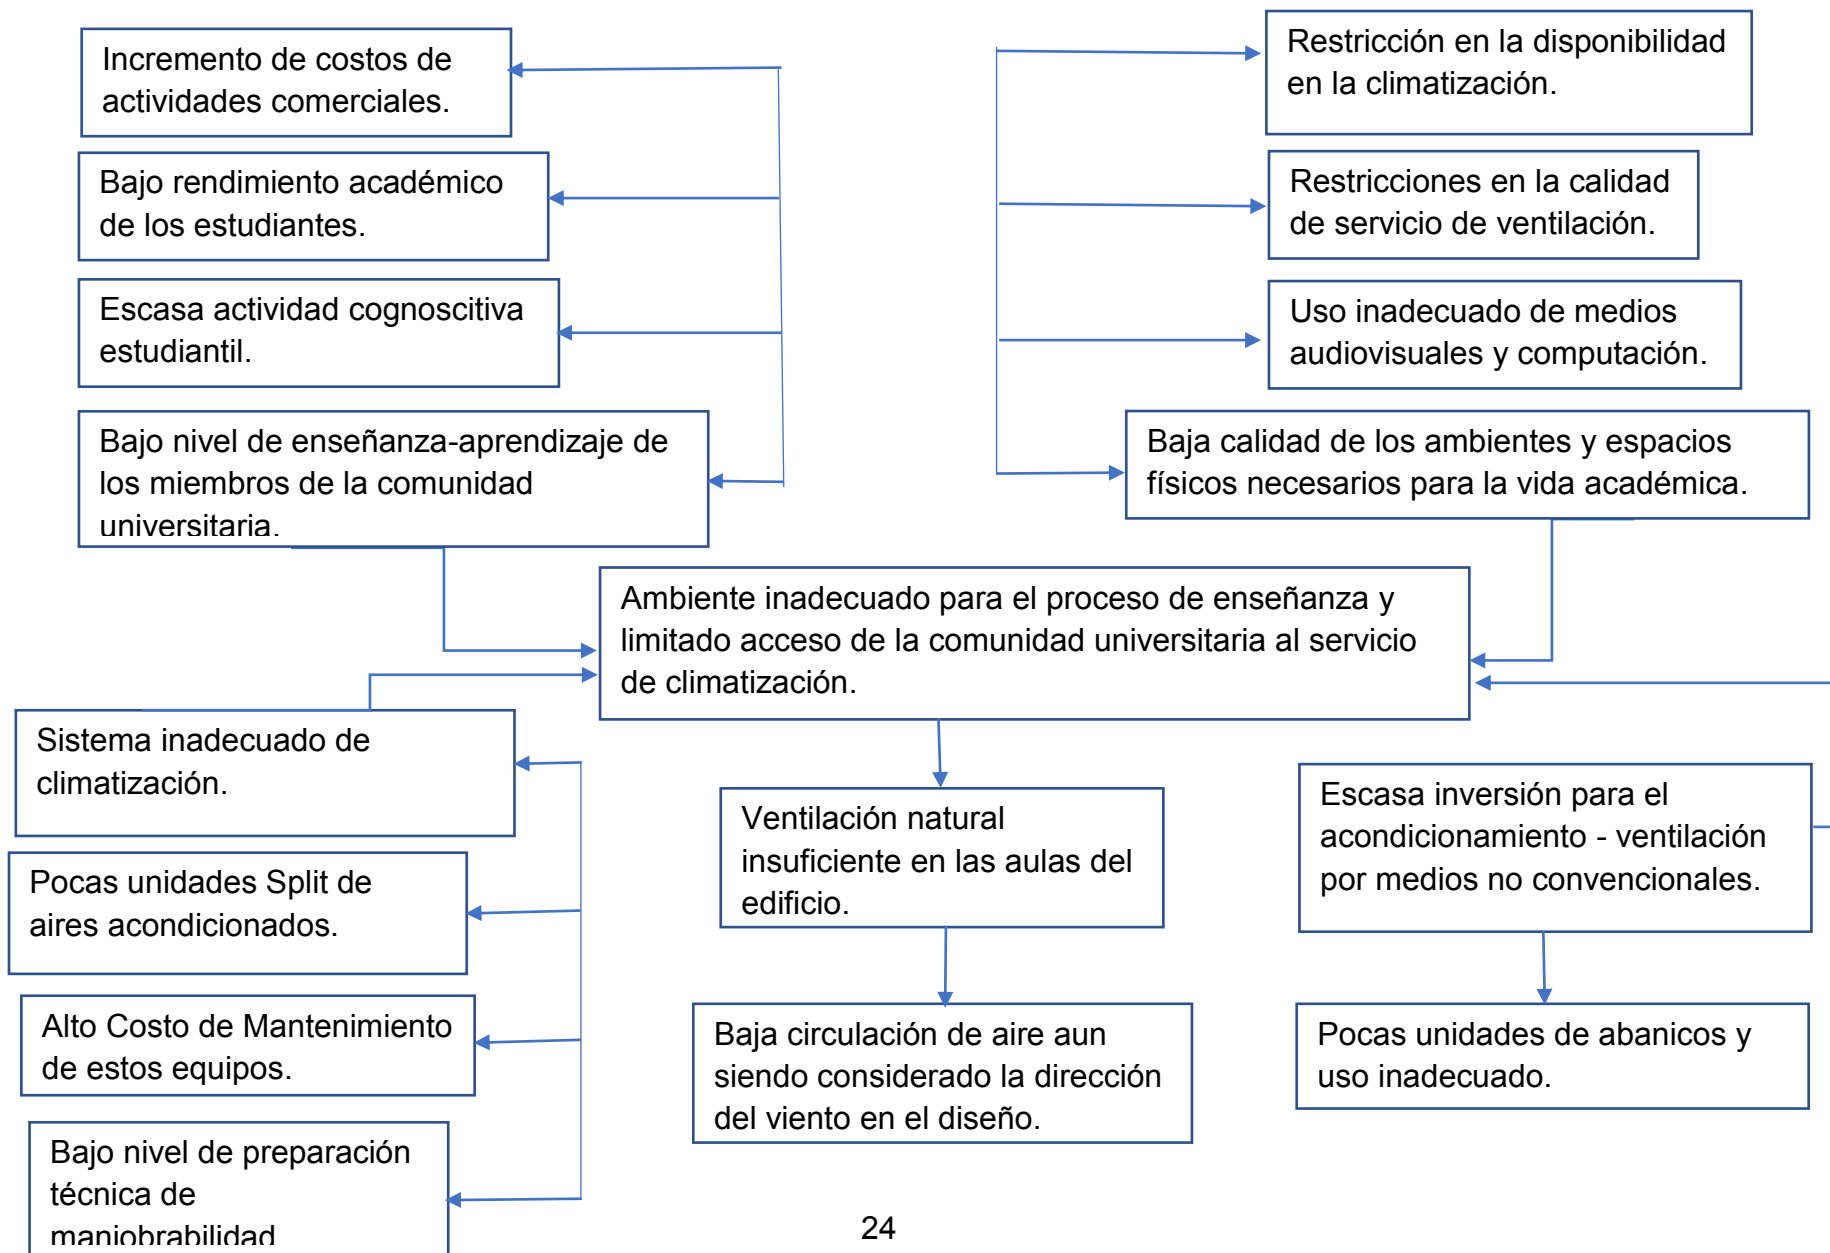 Incremento de costos de
actividades comerciales.
Restricción en la disponibilidad
en la climatización.
Bajo rendimiento académico
de los estudiantes.
Restricciones en la calidad
de servicio de ventilación.
Escasa actividad cognoscitiva
estudiantil.
Uso inadecuado de medios
audiovisuales y computación.
Bajo nivel de enseñanza-aprendizaje de
los miembros de la comunidad
universitaria.
Baja calidad de los ambientes y espacios
físicos necesarios para la vida académica.
Ambiente inadecuado para el proceso de enseñanza y
limitado acceso de la comunidad universitaria al servicio
de climatización.
Sistema inadecuado de
climatización.
Ventilación natural
insuficiente en las aulas del
edificio.
Escasa inversión para el
acondicionamiento - ventilación
por medios no convencionales.
Pocas unidades Split de
aires acondicionados.
Alto Costo de Mantenimiento
de estos equipos.
Baja circulación de aire aun
siendo considerado la dirección
del viento en el diseño.
Pocas unidades de abanicos y
uso inadecuado.
Bajo nivel de preparación
técnica de
maniobrabilidad
24